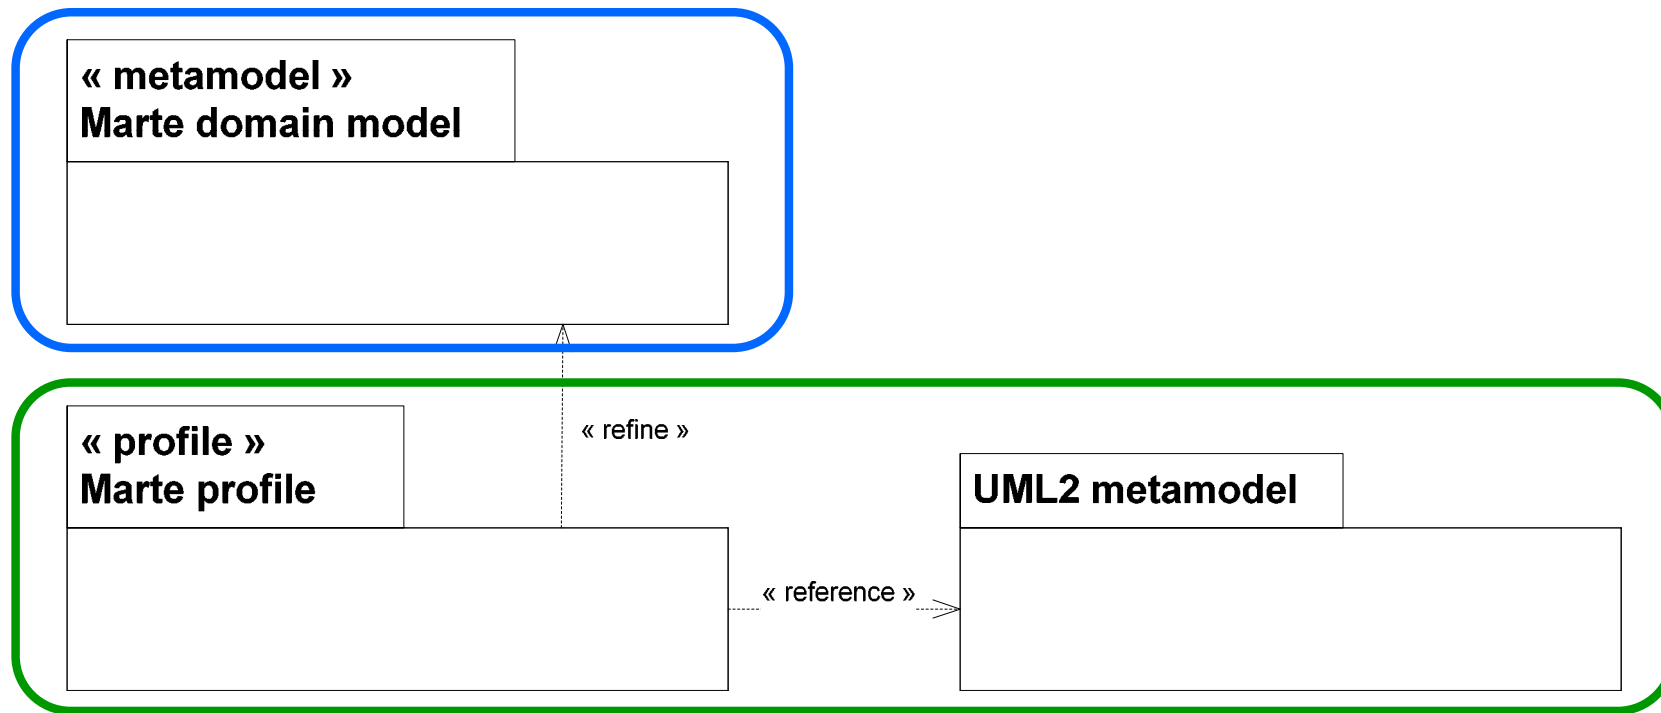 « metamodel »
Marte domain model
« refine »
« profile »
Marte profile
UML2 metamodel
« reference »